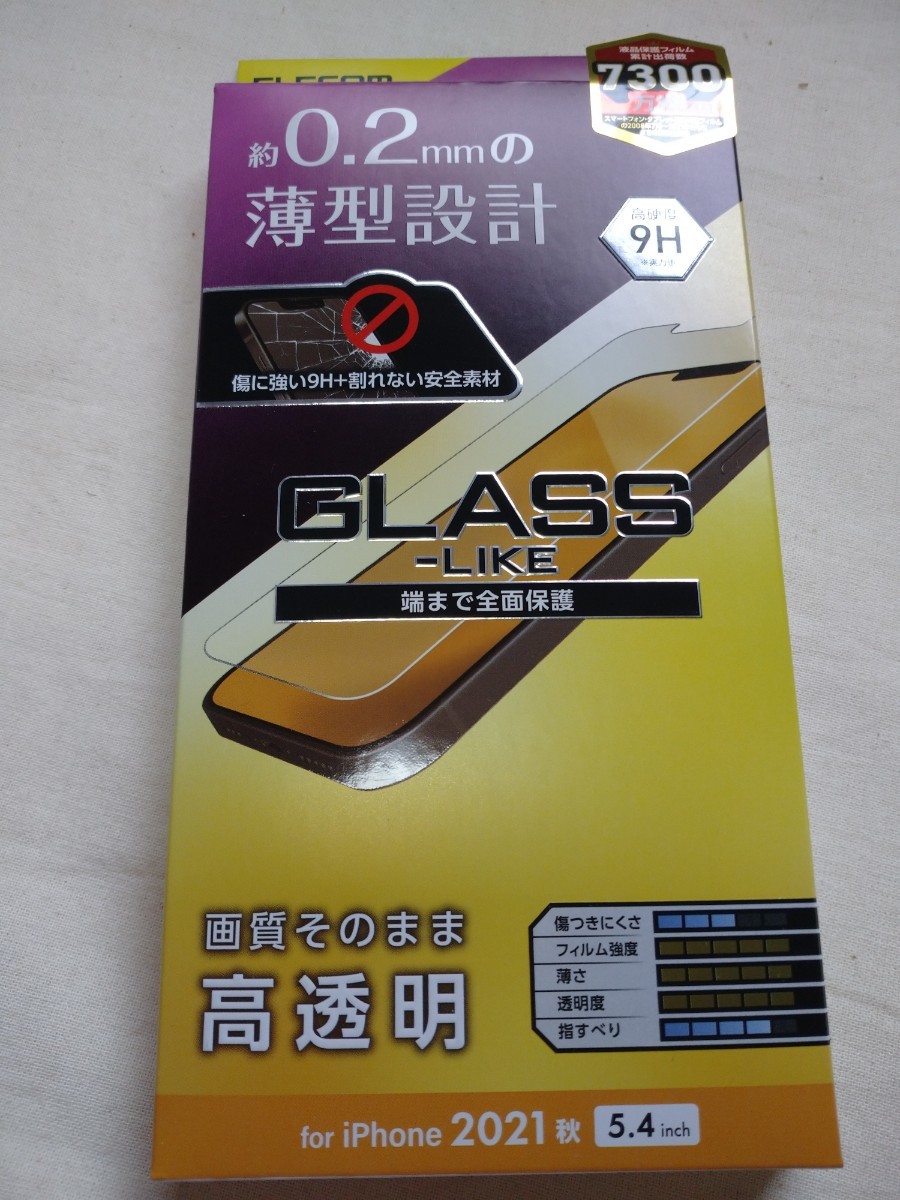 ELECOM
液晶保護フィルム
累計出荷数
7300
約0.2mmの
薄型設計
高硬度
9H
傷に強い9H+割れない安全素材
GLASS
-LIKE
端まで全面保護
画質そのまま
高透明
傷つきにくさ
フィルム強度
薄さ
透明度
指すべり
for iPhone 2021 秋 5.4 inch